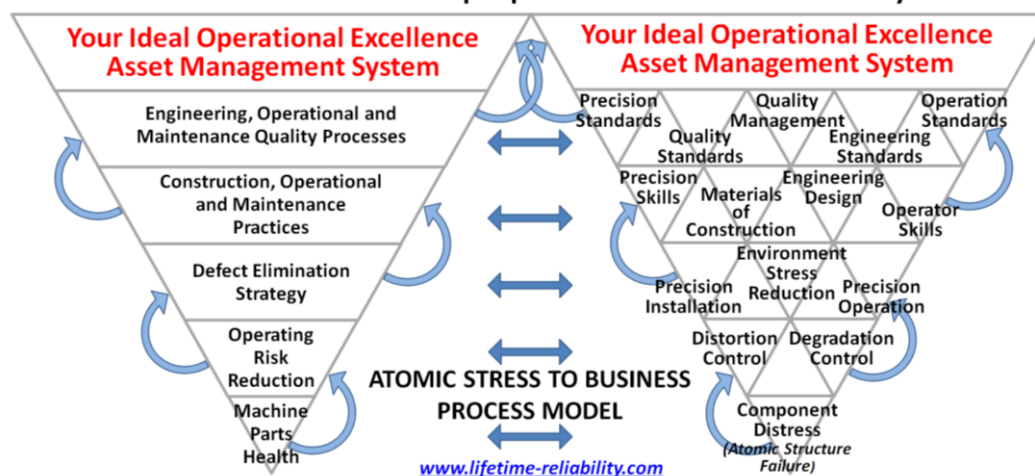 Your Ideal Operational Excellence
Asset Management System
Engineering, Operational and
Maintenance Quality Processes
Construction, Operational
and Maintenance
Practices
Defect Elimination
Strategy
Operating
Risk
Reduction
Machine
Parts
Health
ATOMIC STRESS TO BUSINESS
PROCESS MODEL
www.lifetime-reliability.com
Your Ideal Operational Excellence
Asset Management System
Precision
Standards
Quality
Management
Operation
Standards
Quality
Standards
Engineering
Standards
Precision
Skills
Materials
of
Construction
Engineering
Design
Operator
Skills
Precision
Installation
Environment
Stress
Reduction
Precision
Operation
Distortion
Control
Degradation
Control
Component
Distress
(Atomic Structure
Failure)